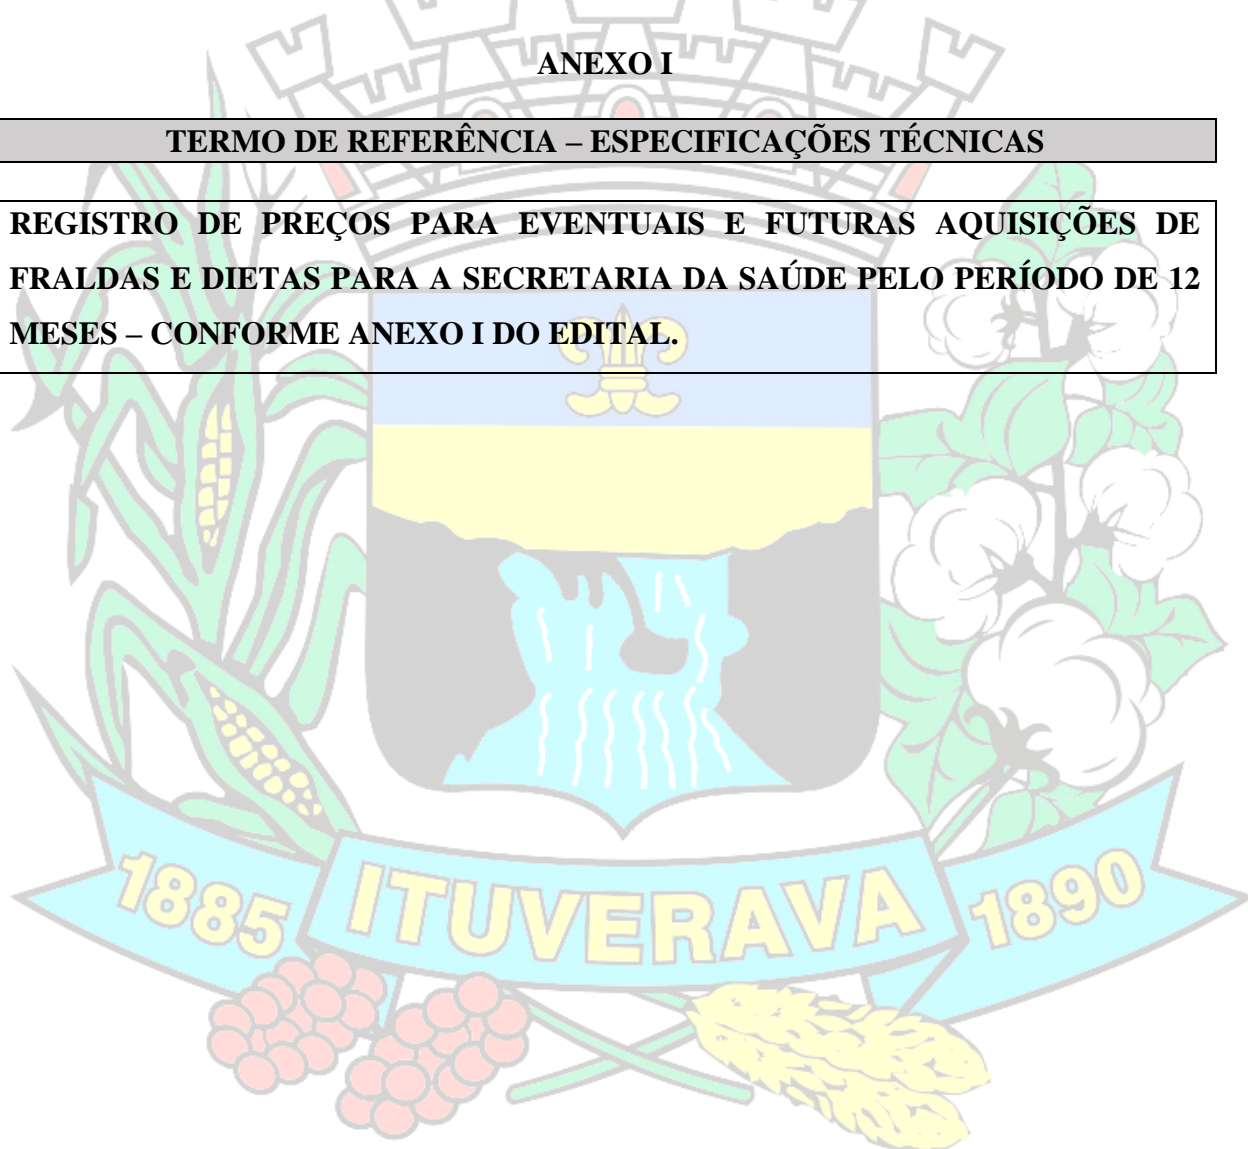 ANEXO I
TERMO DE REFERÊNCIA – ESPECIFICAÇÕES TÉCNICAS
REGISTRO DE PREÇOS PARA EVENTUAIS E FUTURAS AQUISIÇÕES DE
FRALDAS E DIETAS PARA A SECRETARIA DA SAÚDE PELO PERÍODO DE 12
MESES – CONFORME ANEXO I DO EDITAL.
1885 ITUVERAVA 1890